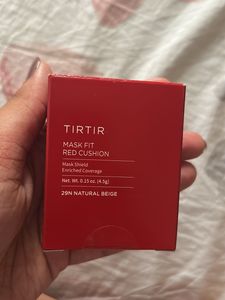 TIRTIR
MASK FIT
RED CUSHION
Mask Shield
Enriched Coverage
Net. Wt. 0.15 oz. (4.5g)
29N NATURAL BEIGE